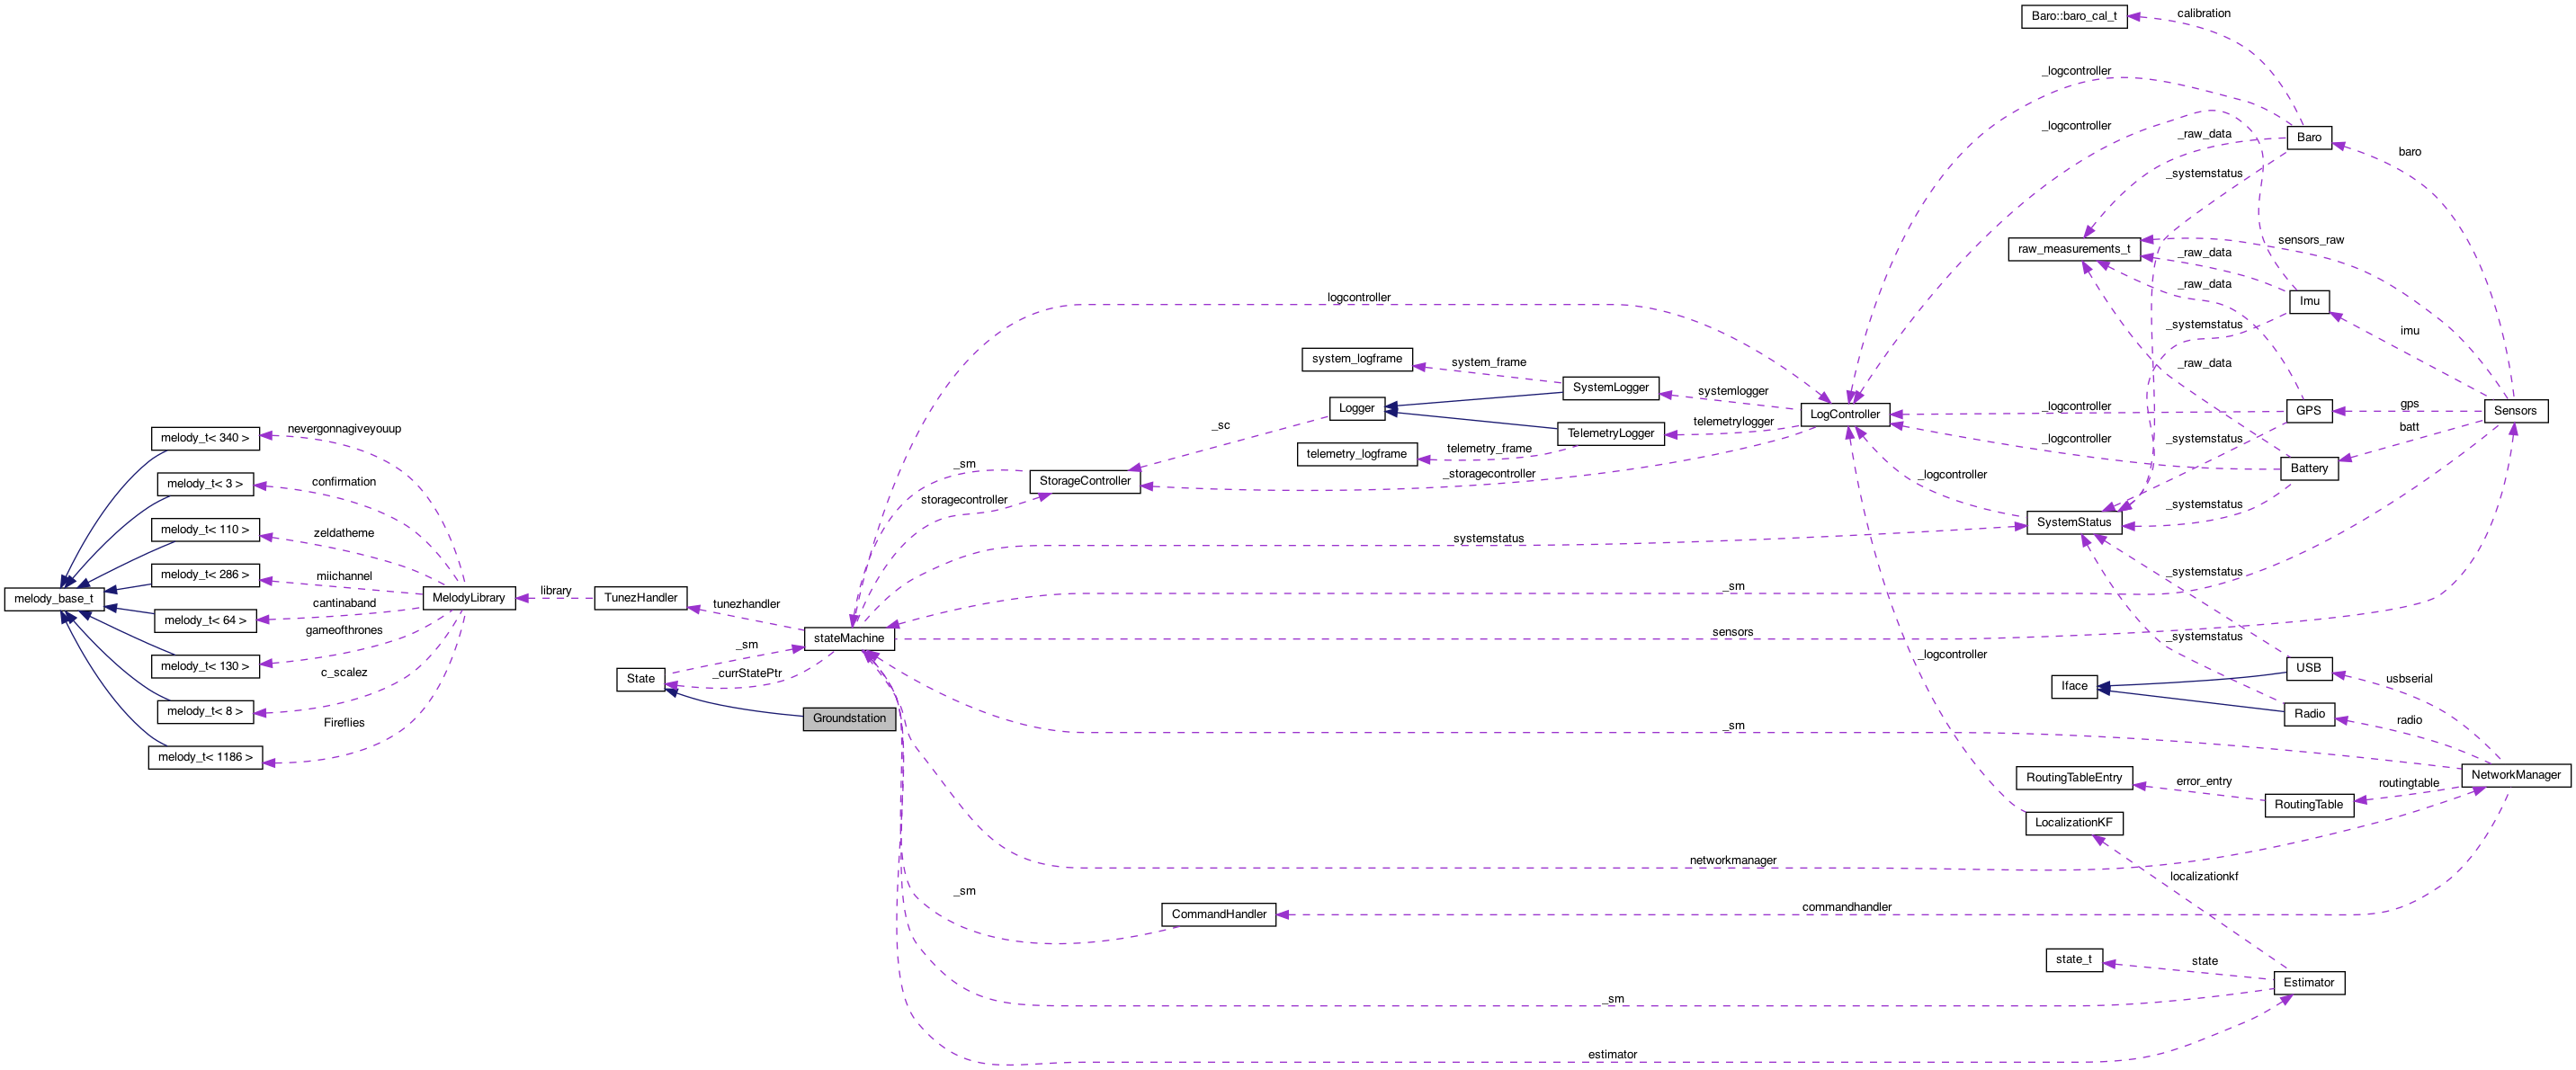 Baro::baro_cal_t
calibration
_logcontroller
_logcontroller
_raw_data
Baro
baro
_systemstatus
raw_measurements_t
sensors_raw
_raw_data
_raw_data
Imu
logcontroller
_systemstatus
imu
system_logframe
system_frame
SystemLogger
systemlogger
_raw_data
Logger
LogController
_logcontroller
GPS
gps
Sensors
_sc
TelemetryLogger
telemetrylogger
batt
nevergonnagiveyouup
melody_t< 340 >
telemetry_logframe
telemetry_frame
_logcontroller
_systemstatus
Battery
_sm
StorageController
_storagecontroller
_logcontroller
confirmation
melody_t< 3 >
storagecontroller
_systemstatus
SystemStatus
melody_t< 110 >
zeldatheme
systemstatus
melody_t< 286 >
miichannel
_systemstatus
melody_base_t
MelodyLibrary
library
TunezHandler
tunezhandler
_sm
cantinaband
melody_t< 64 >
gameofthrones
stateMachine
sensors
_systemstatus
_sm
_logcontroller
melody_t< 130 >
c_scalez
State
_currStatePtr
Iface
USB
usbserial
melody_t< 8 >
Fireflies
Groundstation
_sm
Radio
radio
melody_t< 1186 >
RoutingTableEntry
error_entry
RoutingTable
routingtable
NetworkManager
LocalizationKF
networkmanager
localizationkf
_sm
CommandHandler
commandhandler
state_t
state
Estimator
_sm
estimator